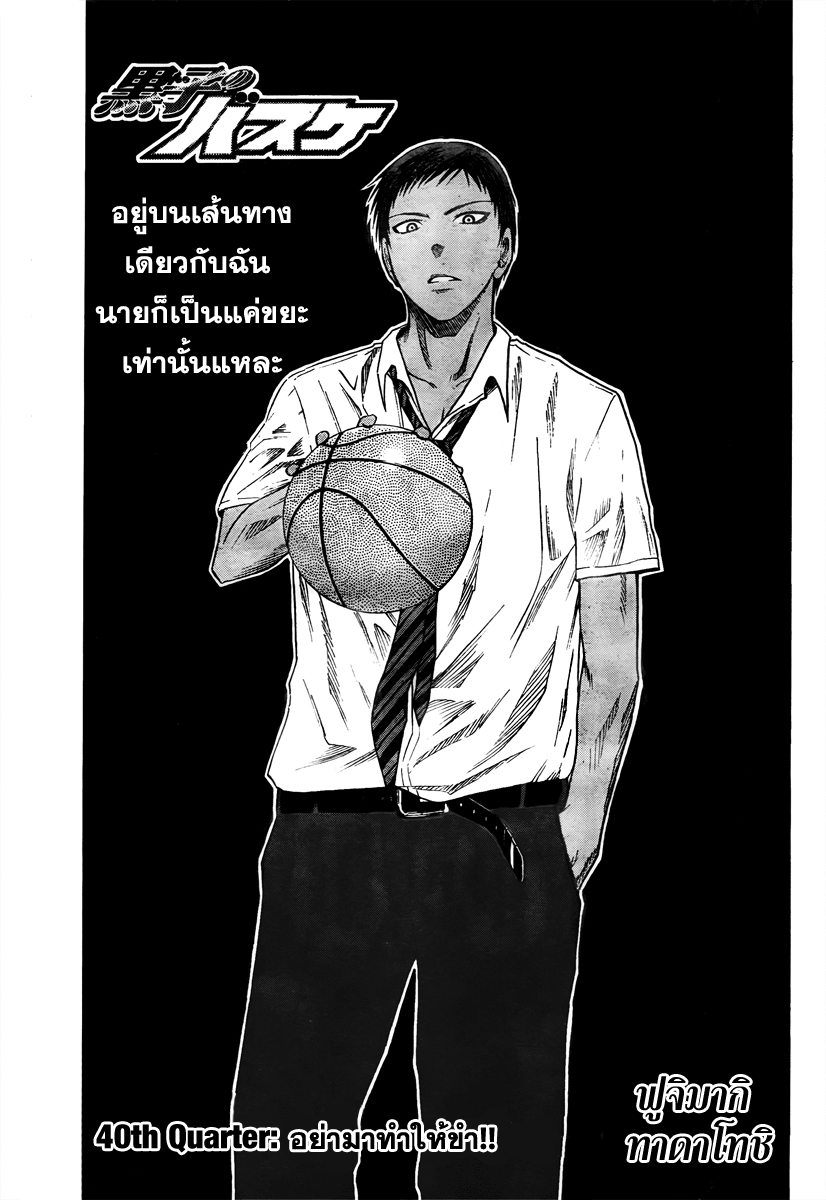 黒子の
バスケ
อยู่บนเส้นทาง
เดียวกับฉัน
นายก็เป็นแค่ขยะ
เท่านั้นแหละ
ฟูจิมากิ
ทาดาโทชิ
40th Quarter: อย่ามาทำให้ขำ!!